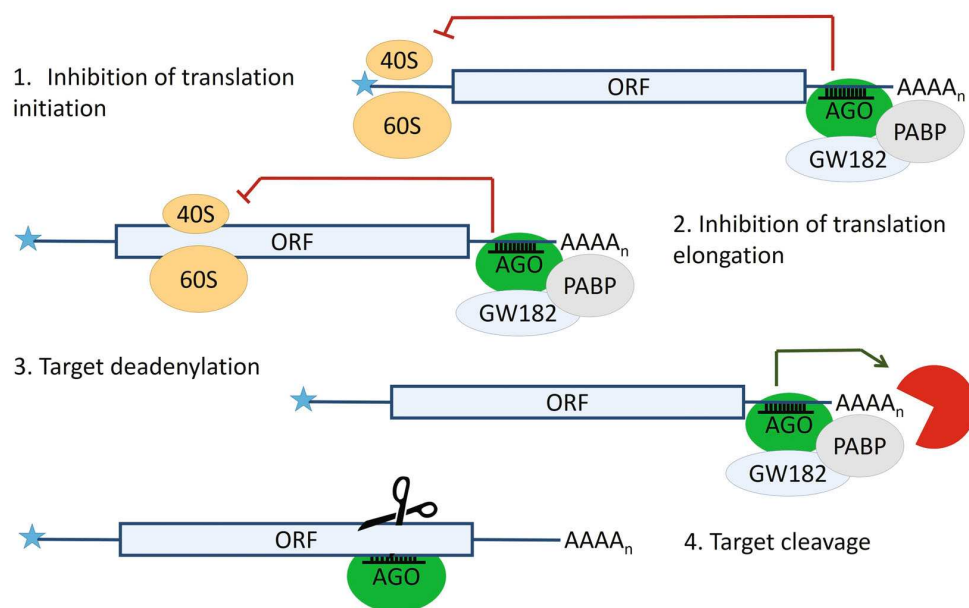 1. Inhibition of translation
initiation
40S
60S
ORF
AAAAn
AGO
PABP
GW182
40S
60S
ORF
AAAAn
AGO
PABP
GW182
2. Inhibition of translation
elongation
3. Target deadenylation
ORF
AAAAn
AGO
PABP
GW182
ORF
AAAAn
AGO
4. Target cleavage